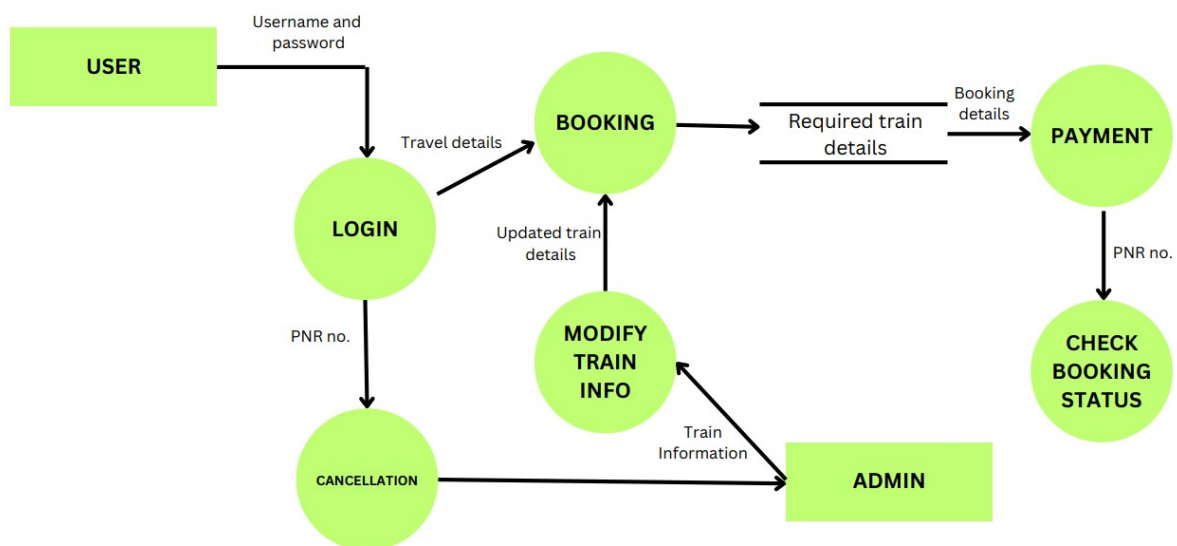 Username and
password
USER
BOOKING
Required train
details
Booking
details
PAYMENT
Travel details
LOGIN
Updated train
details
PNR no.
PNR no.
MODIFY
TRAIN
INFO
CHECK
BOOKING
STATUS
Train
Information
CANCELLATION
ADMIN